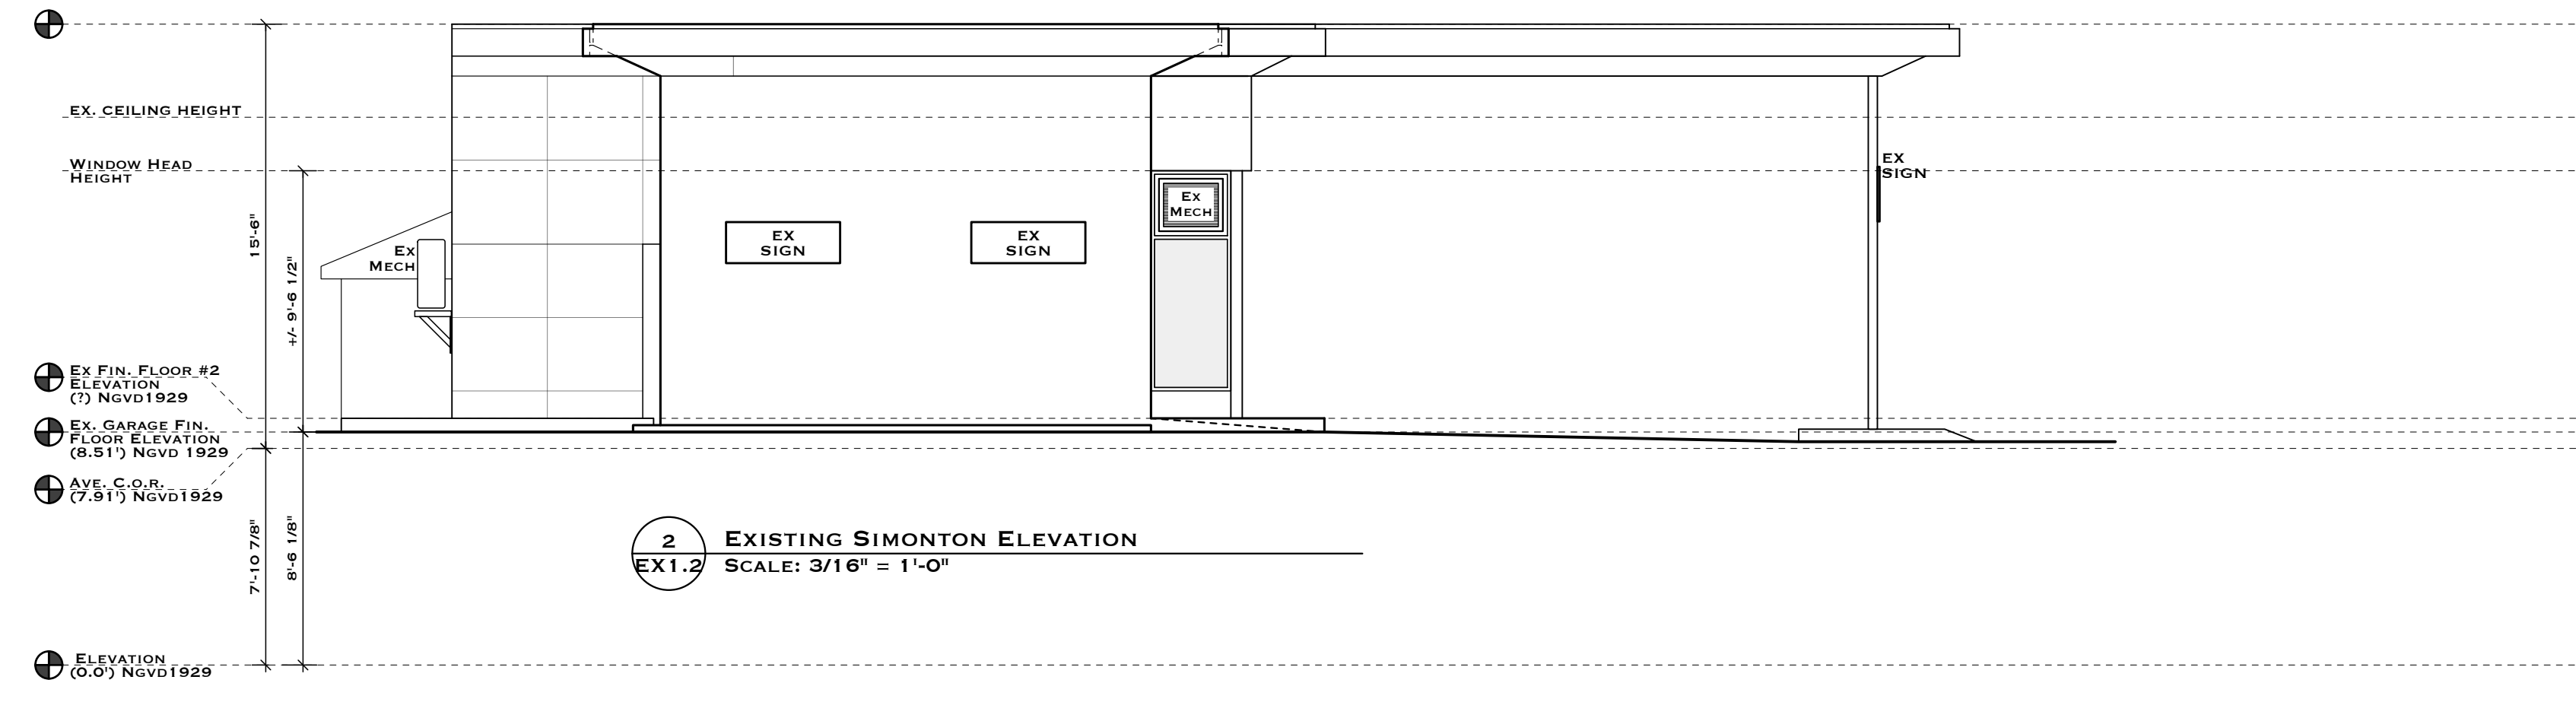 EX. CEILING HEIGHT
WINDOW HEAD
HEIGHT
15'-6"
+/- 9'-6 1/2"
EX
MECH
EX
SIGN
EX
SIGN
EX
MECH
EX
SIGN
EX FIN. FLOOR #2
ELEVATION
(?) NGVD1929
EX. GARAGE FIN.
FLOOR ELEVATION
(8.51') NGVD 1929
AVE. C.O.R.
(7.91') NGVD1929
7'-10 7/8"
8'-6 1/8"
2
EX1.2
EXISTING SIMONTON ELEVATION
SCALE: 3/16" = 1'-0"
ELEVATION
(0.0') NGVD1929